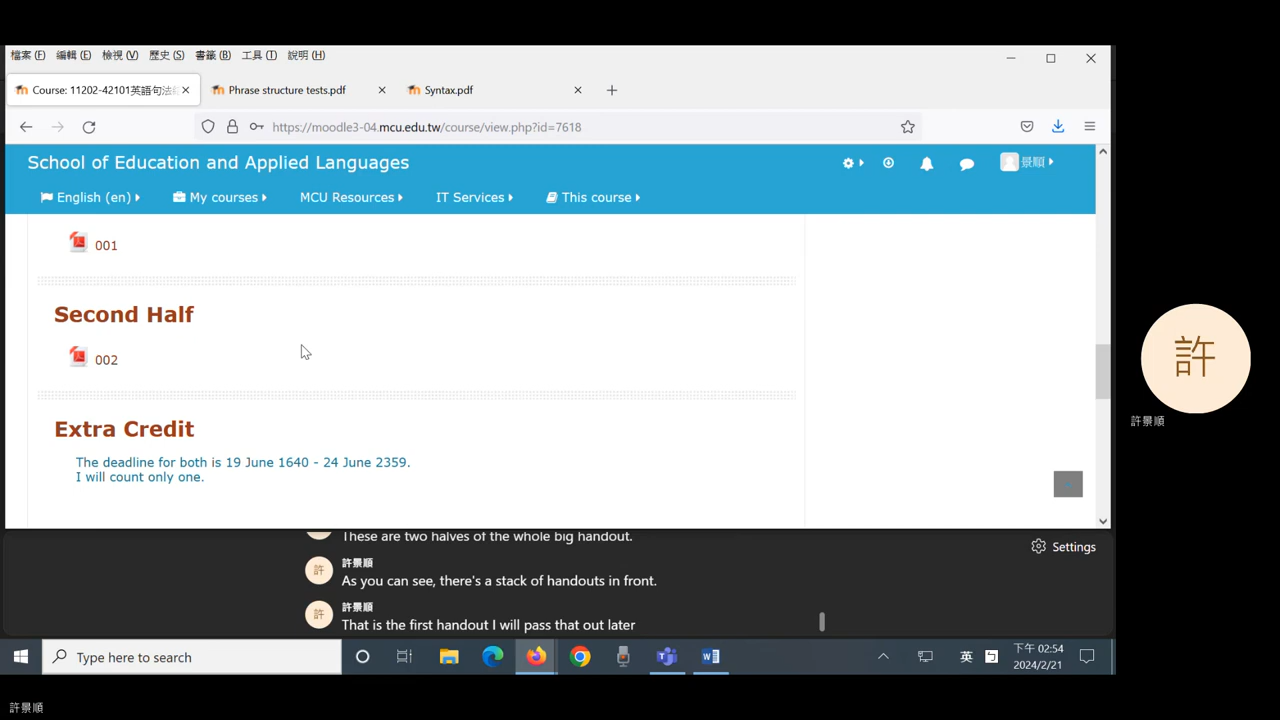 檔案 (F) 編輯 (E) 檢視 (V) 歷史 (S) 書籤 (B) 工具 (T) 說明 (H)
Course: 11202-42101英語句法 Phrase structure tests.pdf Syntax.pdf
https://moodle3-04.mcu.edu.tw/course/view.php?id=7618
School of Education and Applied Languages
景順
English (en) My courses MCU Resources IT Services This course
001
Second Half
002
Extra Credit
The deadline for both is 19 June 1640 - 24 June 2359.
I will count only one.
許
許景順
These are two halves of the whole big handout.
Settings
許 許景順
As you can see, there's a stack of handouts in front.
許 許景順
That is the first handout I will pass that out later
Type here to search
英
下午 02:54
2024/2/21
許景順